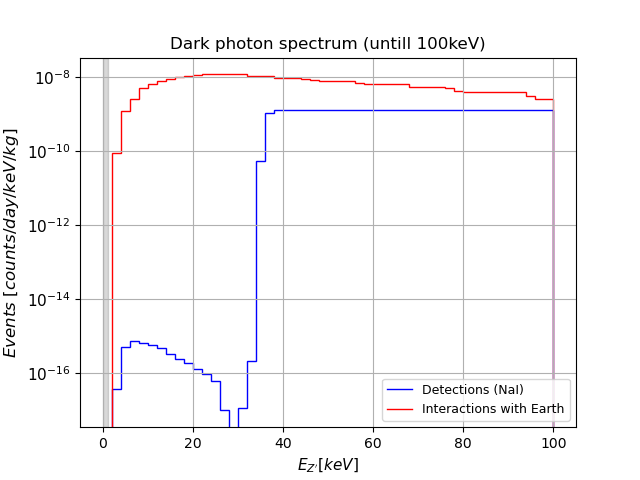 Dark photon spectrum (untill 100keV)
Events [counts/day/keV/kg]
10⁻⁸
10⁻¹⁰
10⁻¹²
10⁻¹⁴
10⁻¹⁶
Detections (NaI)
Interactions with Earth
0 20 40 60 80 100
E_{Z'}[keV]